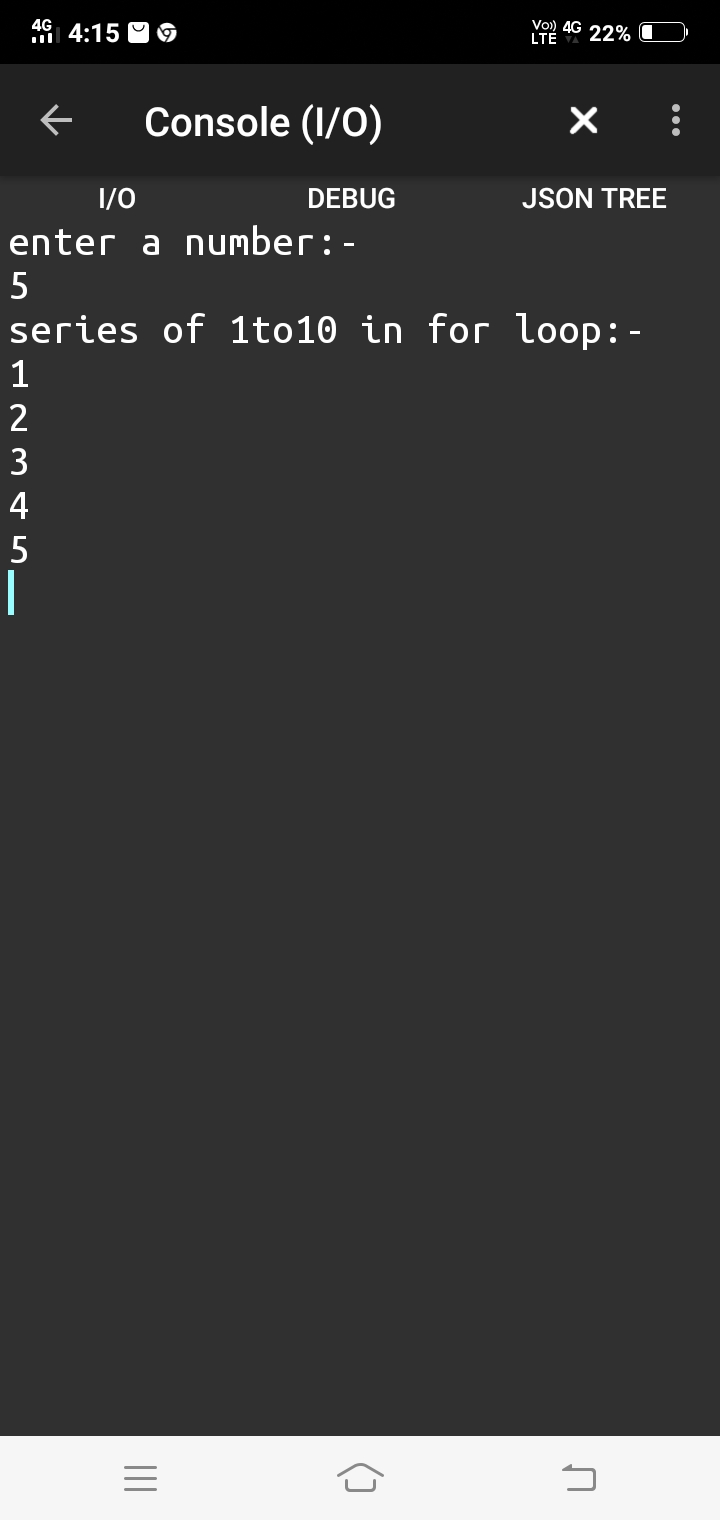 4G 4:15 Vo)) LTE 4G 22%
Console (I/O)
I/O DEBUG JSON TREE
enter a number:-
5
series of 1to10 in for loop:-
1
2
3
4
5